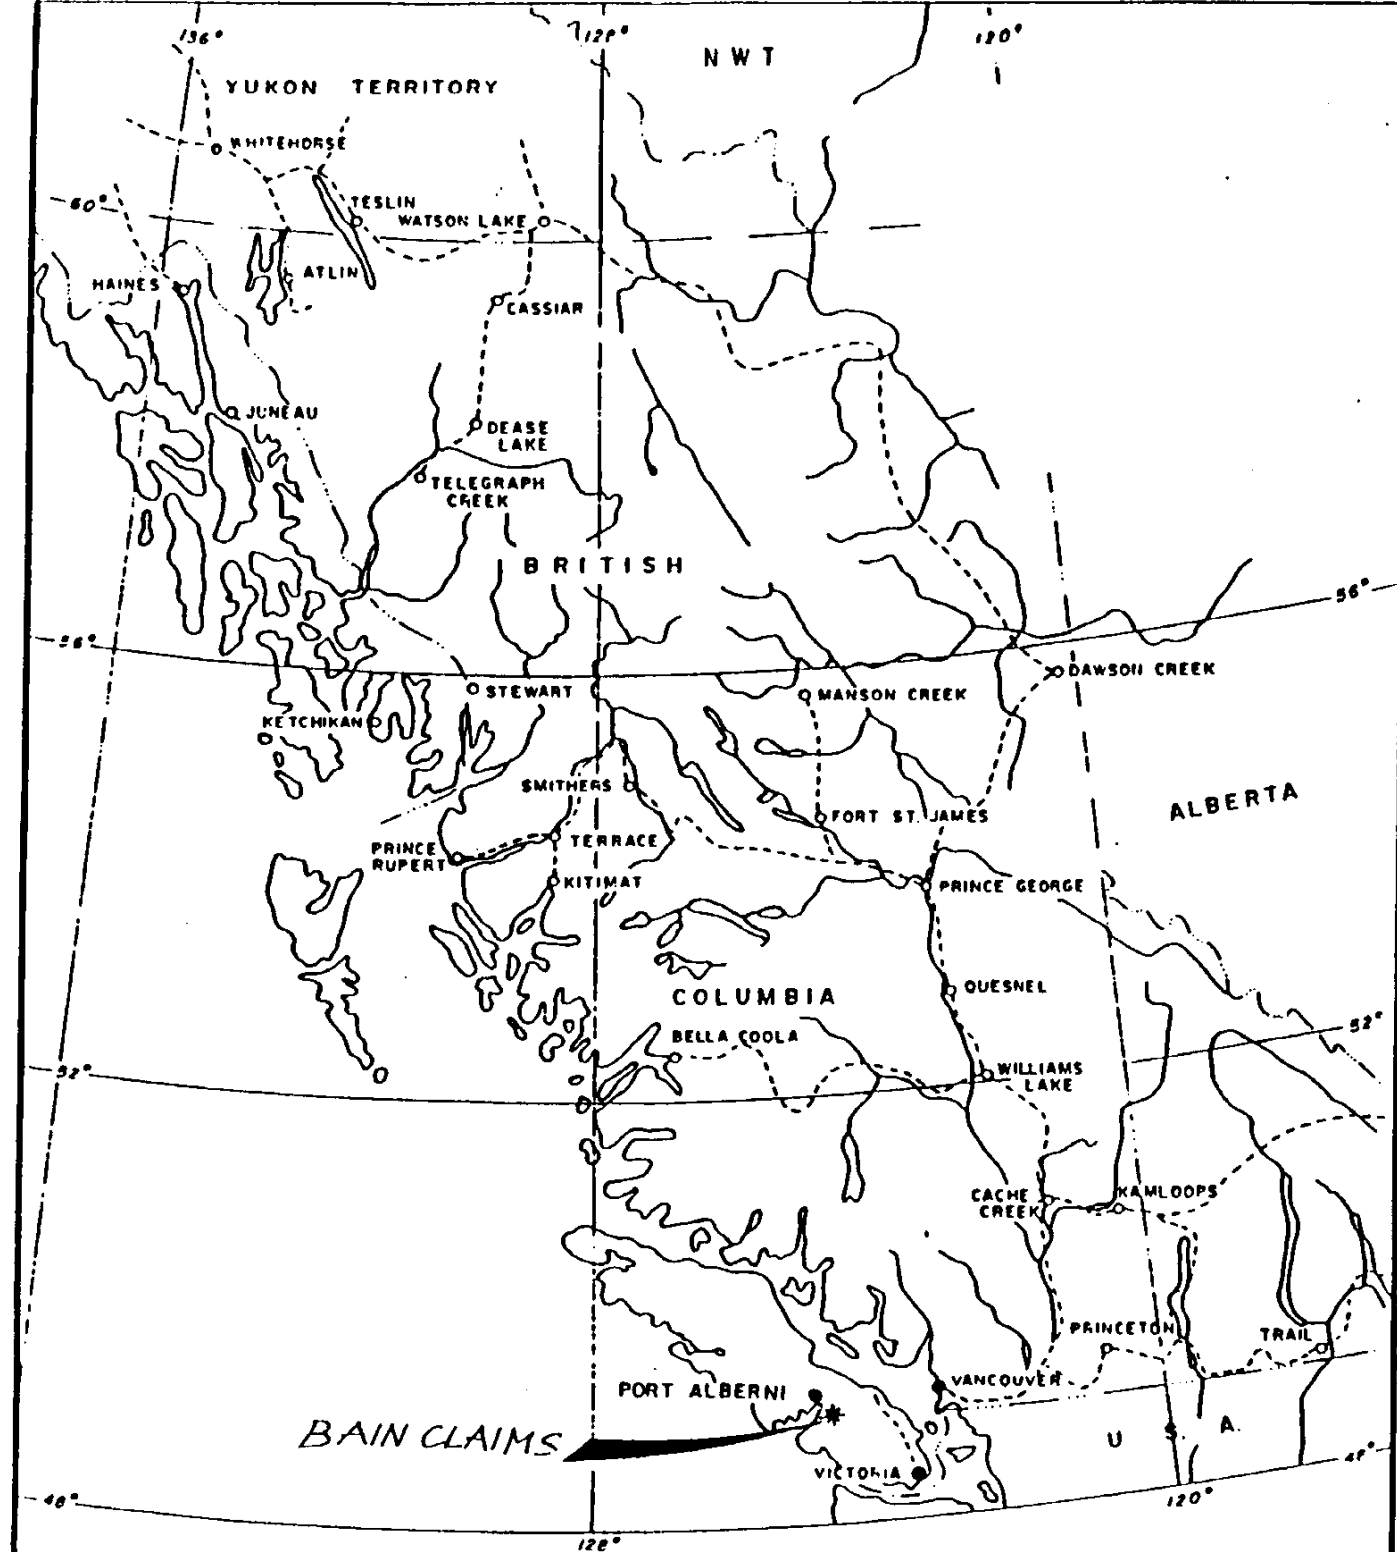 136°
128°
120°
NWT
YUKON TERRITORY
WHITEHORSE
60°
TESLIN
WATSON LAKE
ATLIN
HAINES
CASSIAR
JUNEAU
DEASE
LAKE
TELEGRAPH
CREEK
BRITISH
56°
56°
DAWSON CREEK
STEWART
MANSON CREEK
KETCHIKAN
SMITHERS
ALBERTA
FORT ST. JAMES
PRINCE
RUPERT
TERRACE
KITIMAT
PRINCE GEORGE
QUESNEL
COLUMBIA
52°
BELLA COOLA
52°
WILLIAMS
LAKE
CACHE
CREEK
KAMLOOPS
PRINCETON
TRAIL
VANCOUVER
PORT ALBERNI
BAIN CLAIMS
U. S. A.
VICTORIA
48°
48°
120°
128°